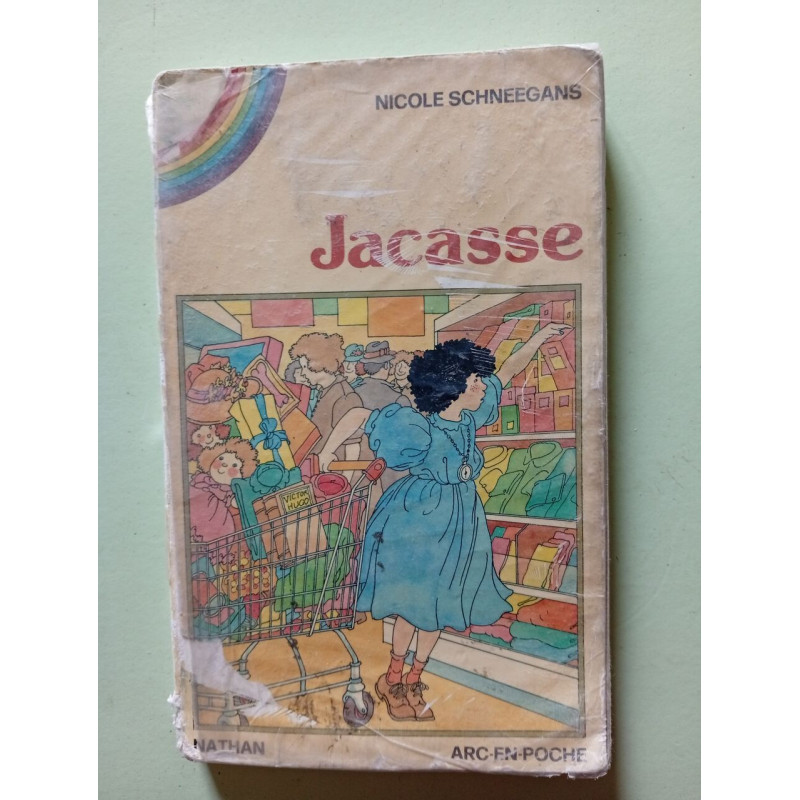 NICOLE SCHNEEGANS
Jacasse
VICTOR
HUGO
NATHAN
ARC-EN-POCHE